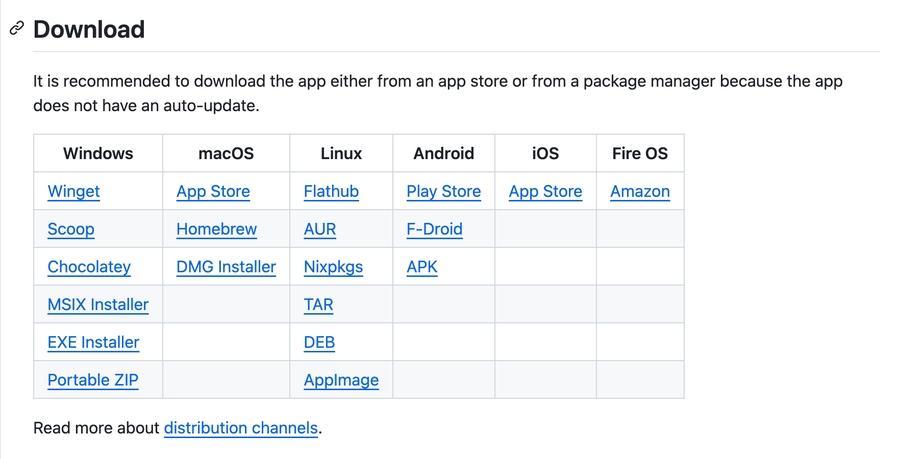 Download
It is recommended to download the app either from an app store or from a package manager because the app
does not have an auto-update.
Windows macOS Linux Android iOS Fire OS
Winget App Store Flathub Play Store App Store Amazon
Scoop Homebrew AUR F-Droid
Chocolatey DMG Installer Nixpkgs APK
MSIX Installer TAR
EXE Installer DEB
Portable ZIP AppImage
Read more about distribution channels.